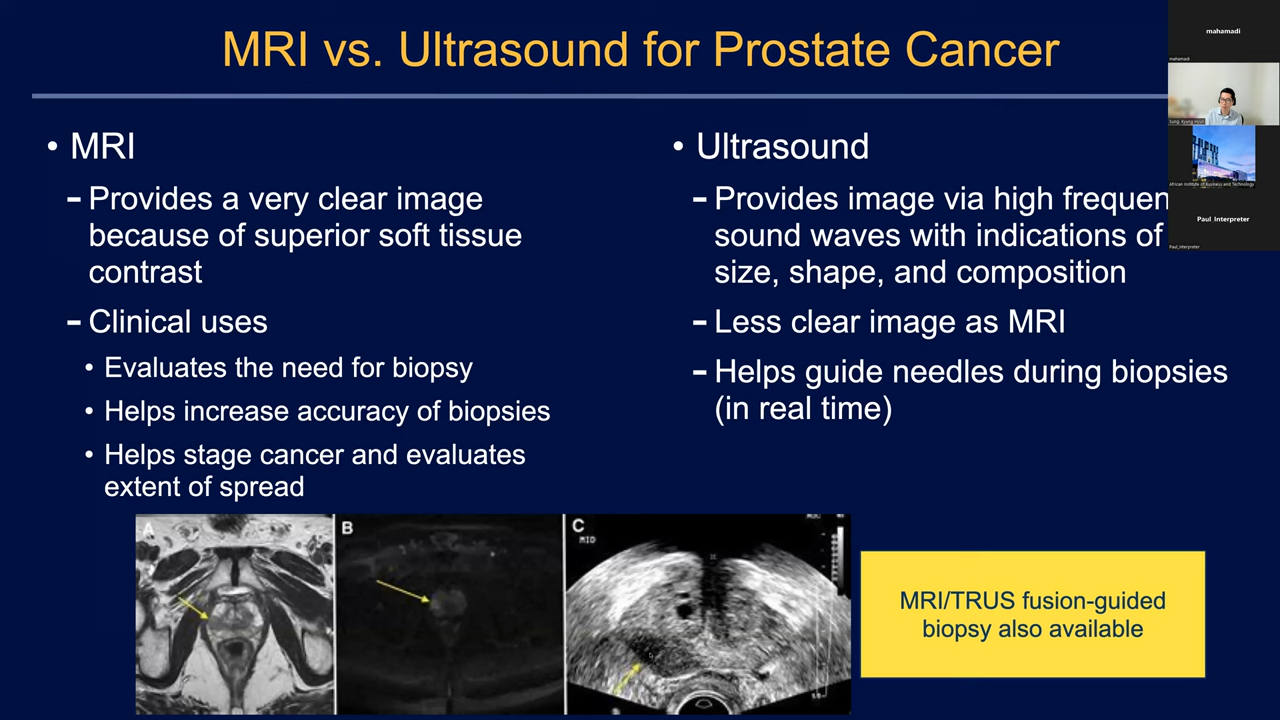 MRI vs. Ultrasound for Prostate Cancer
• MRI
- Provides a very clear image
because of superior soft tissue
contrast
- Clinical uses
• Evaluates the need for biopsy
• Helps increase accuracy of biopsies
• Helps stage cancer and evaluates
extent of spread
• Ultrasound
- Provides image via high frequen
sound waves with indications of
size, shape, and composition
- Less clear image as MRI
- Helps guide needles during biopsies
(in real time)
A
B
C
MID
MRI/TRUS fusion-guided
biopsy also available
mahamadi
mahamadi
African Institute of Business and Technology
Paul Interpreter
Paul_Interpreter